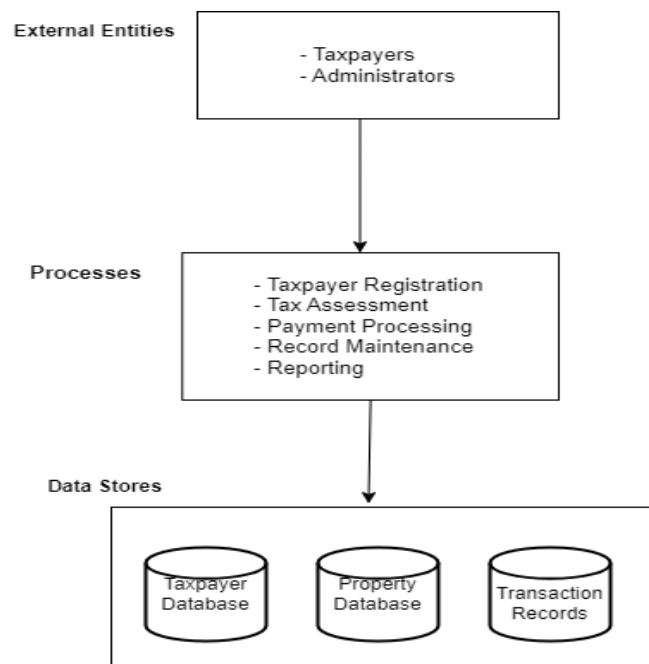 External Entities
- Taxpayers
- Administrators
Processes
- Taxpayer Registration
- Tax Assessment
- Payment Processing
- Record Maintenance
- Reporting
Data Stores
Taxpayer
Database
Property
Database
Transaction
Records